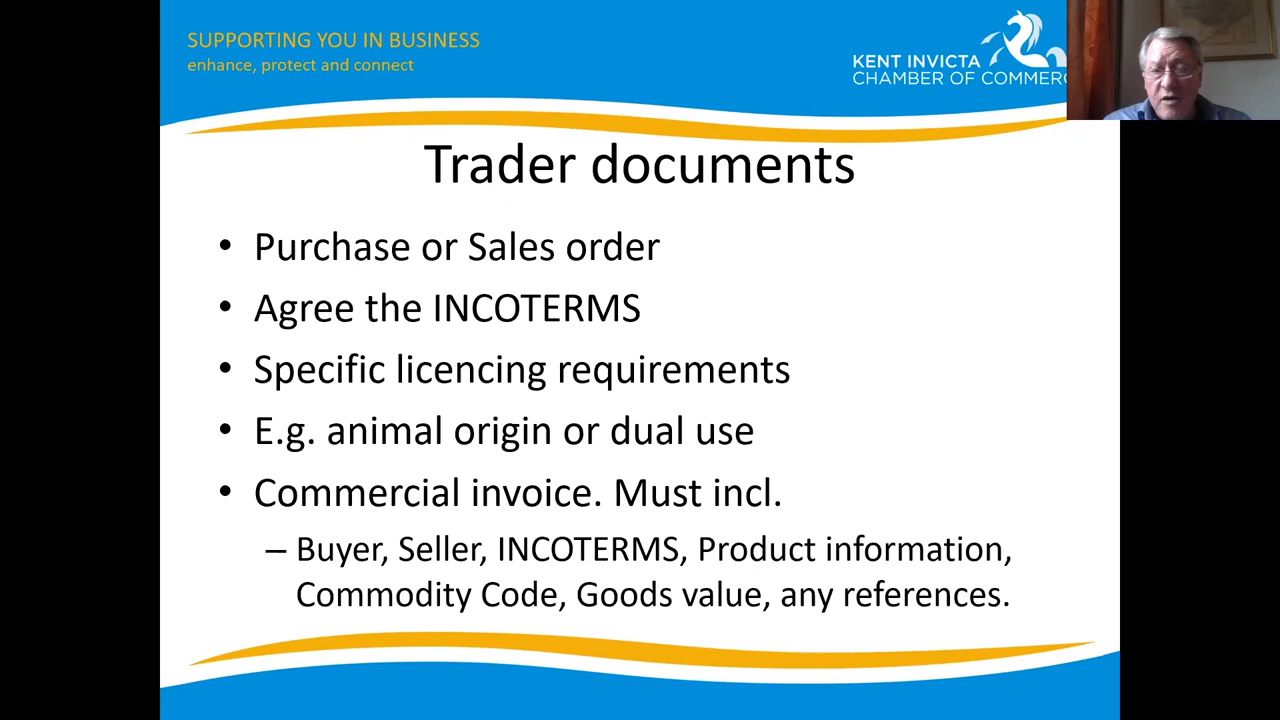 SUPPORTING YOU IN BUSINESS
enhance, protect and connect
KENT INVICTA
CHAMBER OF COMMERC
Trader documents
• Purchase or Sales order
• Agree the INCOTERMS
• Specific licencing requirements
• E.g. animal origin or dual use
• Commercial invoice. Must incl.
– Buyer, Seller, INCOTERMS, Product information,
Commodity Code, Goods value, any references.